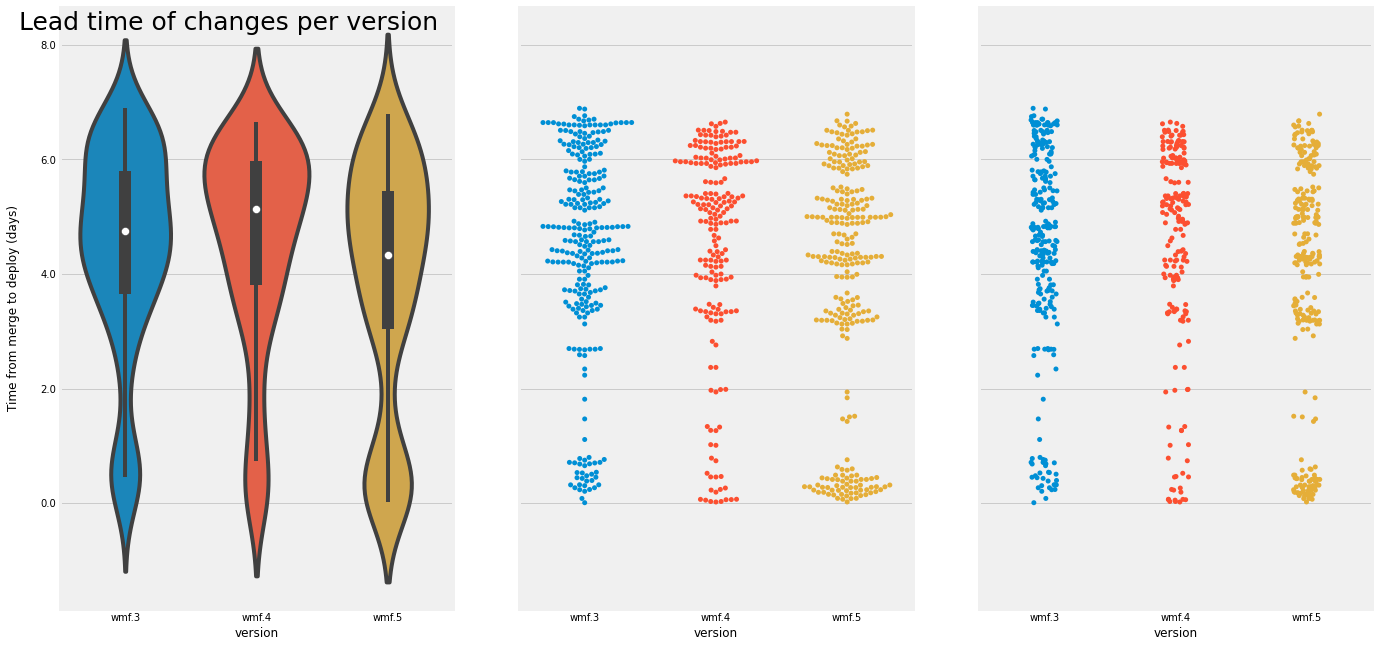 Lead time of changes per version
Time from merge to deploy (days)
8.0
6.0
4.0
2.0
0.0
wmf.3 wmf.4 wmf.5
version
wmf.3 wmf.4 wmf.5
version
wmf.3 wmf.4 wmf.5
version